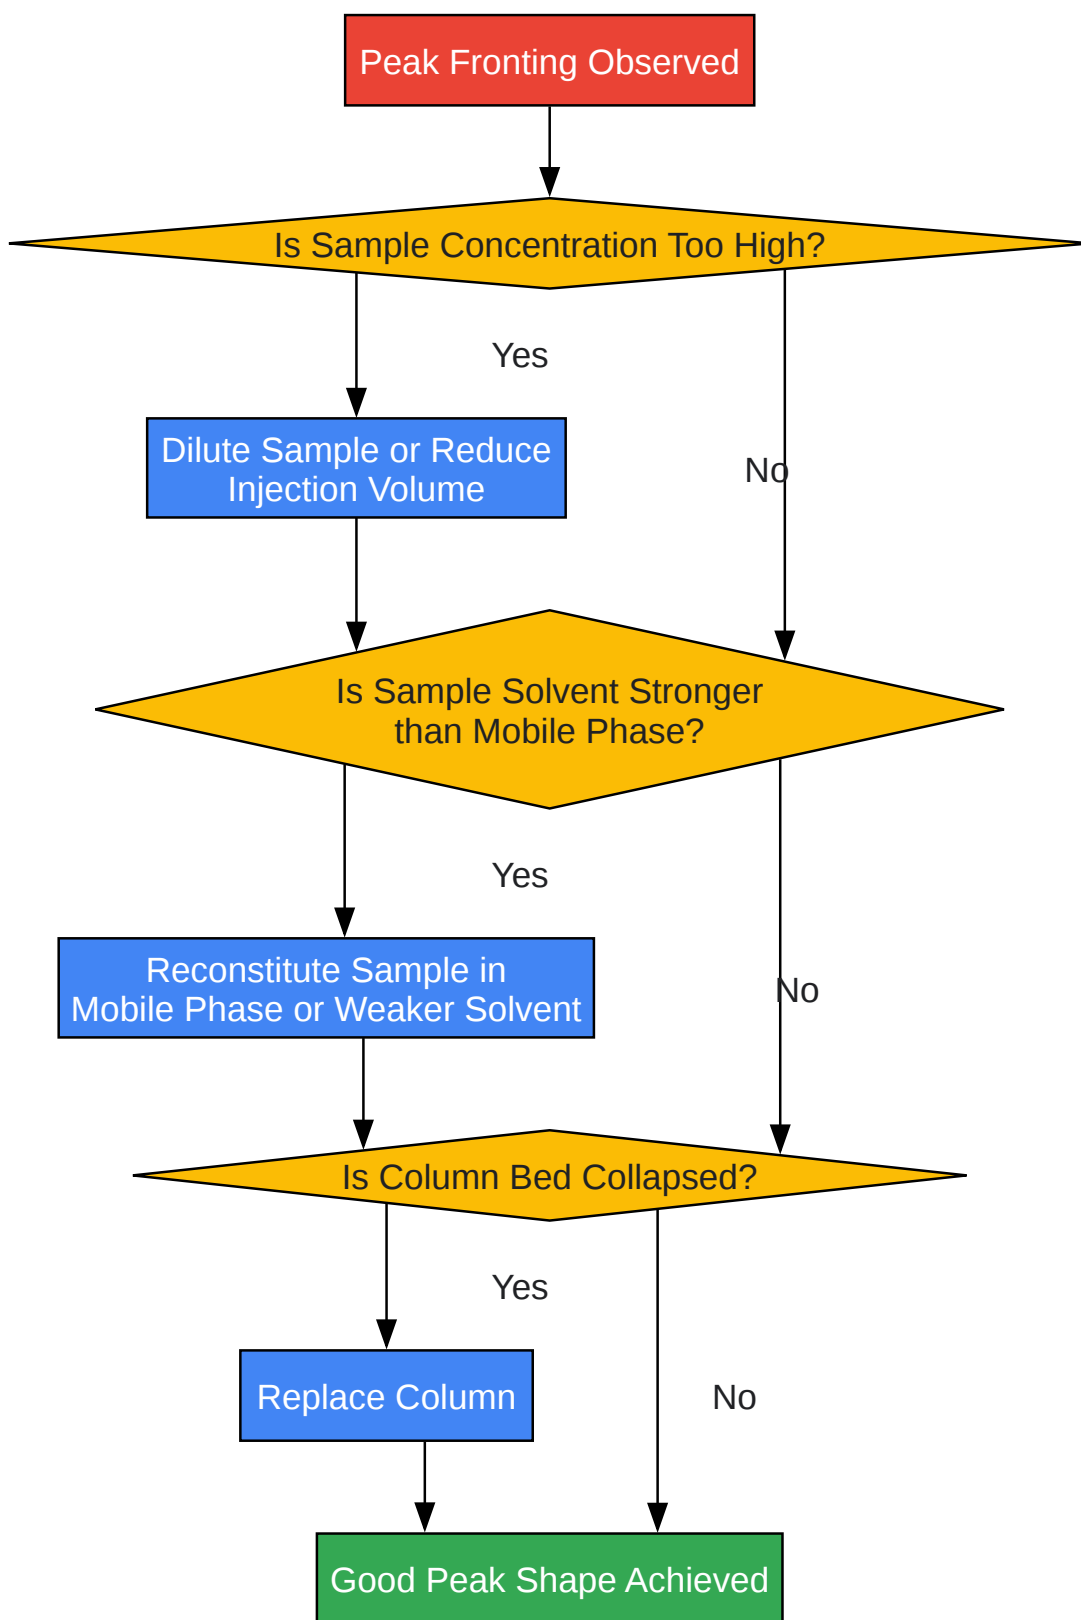 Peak Fronting Observed
Is Sample Concentration Too High?
Yes
Dilute Sample or Reduce
Injection Volume
No
Is Sample Solvent Stronger
than Mobile Phase?
Yes
Reconstitute Sample in
Mobile Phase or Weaker Solvent
No
Is Column Bed Collapsed?
Yes
Replace Column
No
Good Peak Shape Achieved